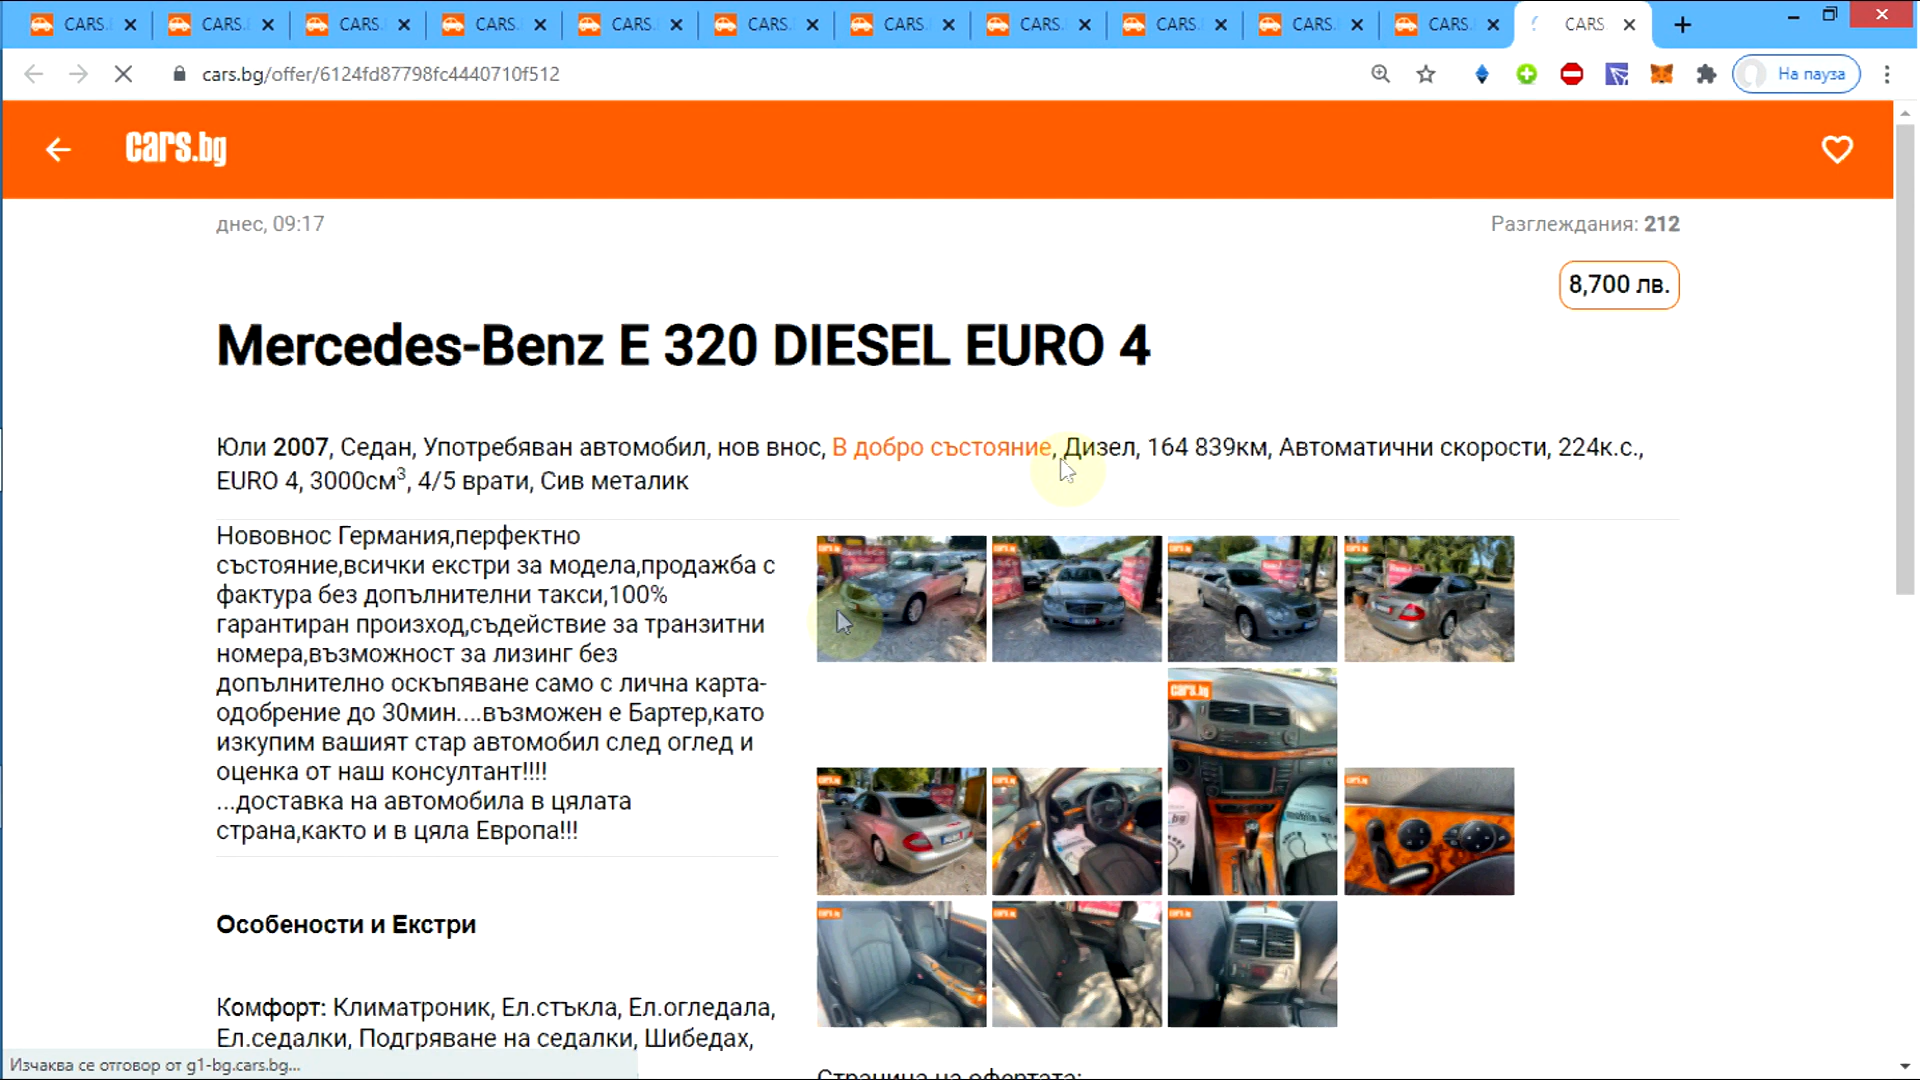 CARS.
CARS.
CARS.
CARS.
CARS.
CARS.
CARS.
CARS.
CARS.
CARS.
CARS.
CARS
cars.bg/offer/6124fd87798fc4440710f512
На пауза
cars.bg
днес, 09:17
Разглеждания: 212
8,700 лв.
Mercedes-Benz E 320 DIESEL EURO 4
Юли 2007, Седан, Употребяван автомобил, нов внос, В добро състояние, Дизел, 164 839км, Автоматични скорости, 224к.с.,
EURO 4, 3000см³, 4/5 врати, Сив металик
Нововнос Германия,перфектно
състояние,всички екстри за модела,продажба с
фактура без допълнителни такси,100%
гарантиран произход,съдействие за транзитни
номера,възможност за лизинг без
допълнително оскъпяване само с лична карта-
одобрение до 30мин....възможен е Бартер,като
изкупим вашият стар автомобил след оглед и
оценка от наш консултант!!!!
...доставка на автомобила в цялата
страна,както и в цяла Европа!!!
cars.bg
Особености и Екстри
Комфорт: Климатроник, Ел.стъкла, Ел.огледала,
Ел.седалки, Подгряване на седалки, Шибедах,
Страница на офертата:
Изчаква се отговор от g1-bg.cars.bg...